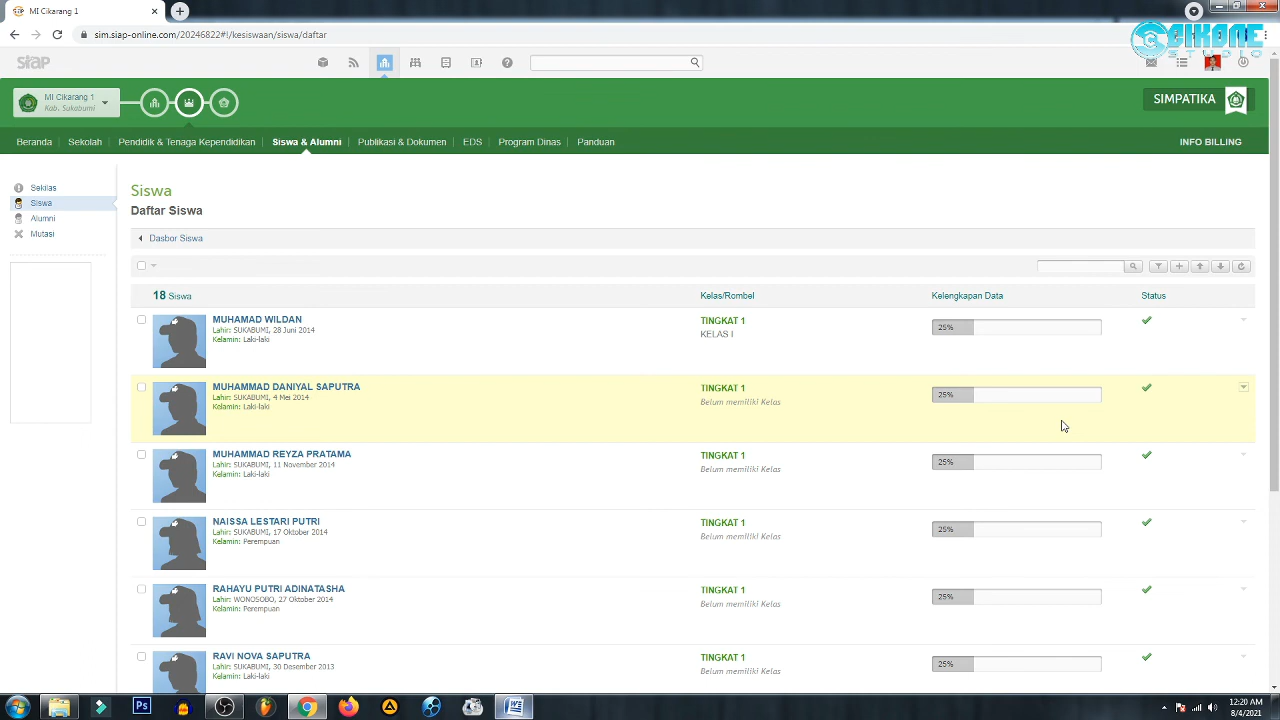 MI Cikarang 1
sim.siap-online.com/20246822#!/kesiswaan/siswa/daftar
CIKONE
STUDIO
siap
MI Cikarang 1
Kab. Sukabumi
SIMPATIKA
Beranda
Sekolah
Pendidik & Tenaga Kependidikan
Siswa & Alumni
Publikasi & Dokumen
EDS
Program Dinas
Panduan
INFO BILLING
Sekilas
Siswa
Alumni
Mutasi
Siswa
Daftar Siswa
Dasbor Siswa
18 Siswa
Kelas/Rombel
Kelengkapan Data
Status
MUHAMAD WILDAN
Lahir: SUKABUMI, 28 Juni 2014
Kelamin: Laki-laki
TINGKAT 1
KELAS I
25%
MUHAMMAD DANIYAL SAPUTRA
Lahir: SUKABUMI, 4 Mei 2014
Kelamin: Laki-laki
TINGKAT 1
Belum memiliki Kelas
25%
MUHAMMAD REYZA PRATAMA
Lahir: SUKABUMI, 11 November 2014
Kelamin: Laki-laki
TINGKAT 1
Belum memiliki Kelas
25%
NAISSA LESTARI PUTRI
Lahir: SUKABUMI, 17 Oktober 2014
Kelamin: Perempuan
TINGKAT 1
Belum memiliki Kelas
25%
RAHAYU PUTRI ADINATASHA
Lahir: WONOSOBO, 27 Oktober 2014
Kelamin: Perempuan
TINGKAT 1
Belum memiliki Kelas
25%
RAVI NOVA SAPUTRA
Lahir: SUKABUMI, 30 Desember 2013
Kelamin: Laki-laki
TINGKAT 1
Belum memiliki Kelas
25%
Ps
12:20 AM
8/4/2021